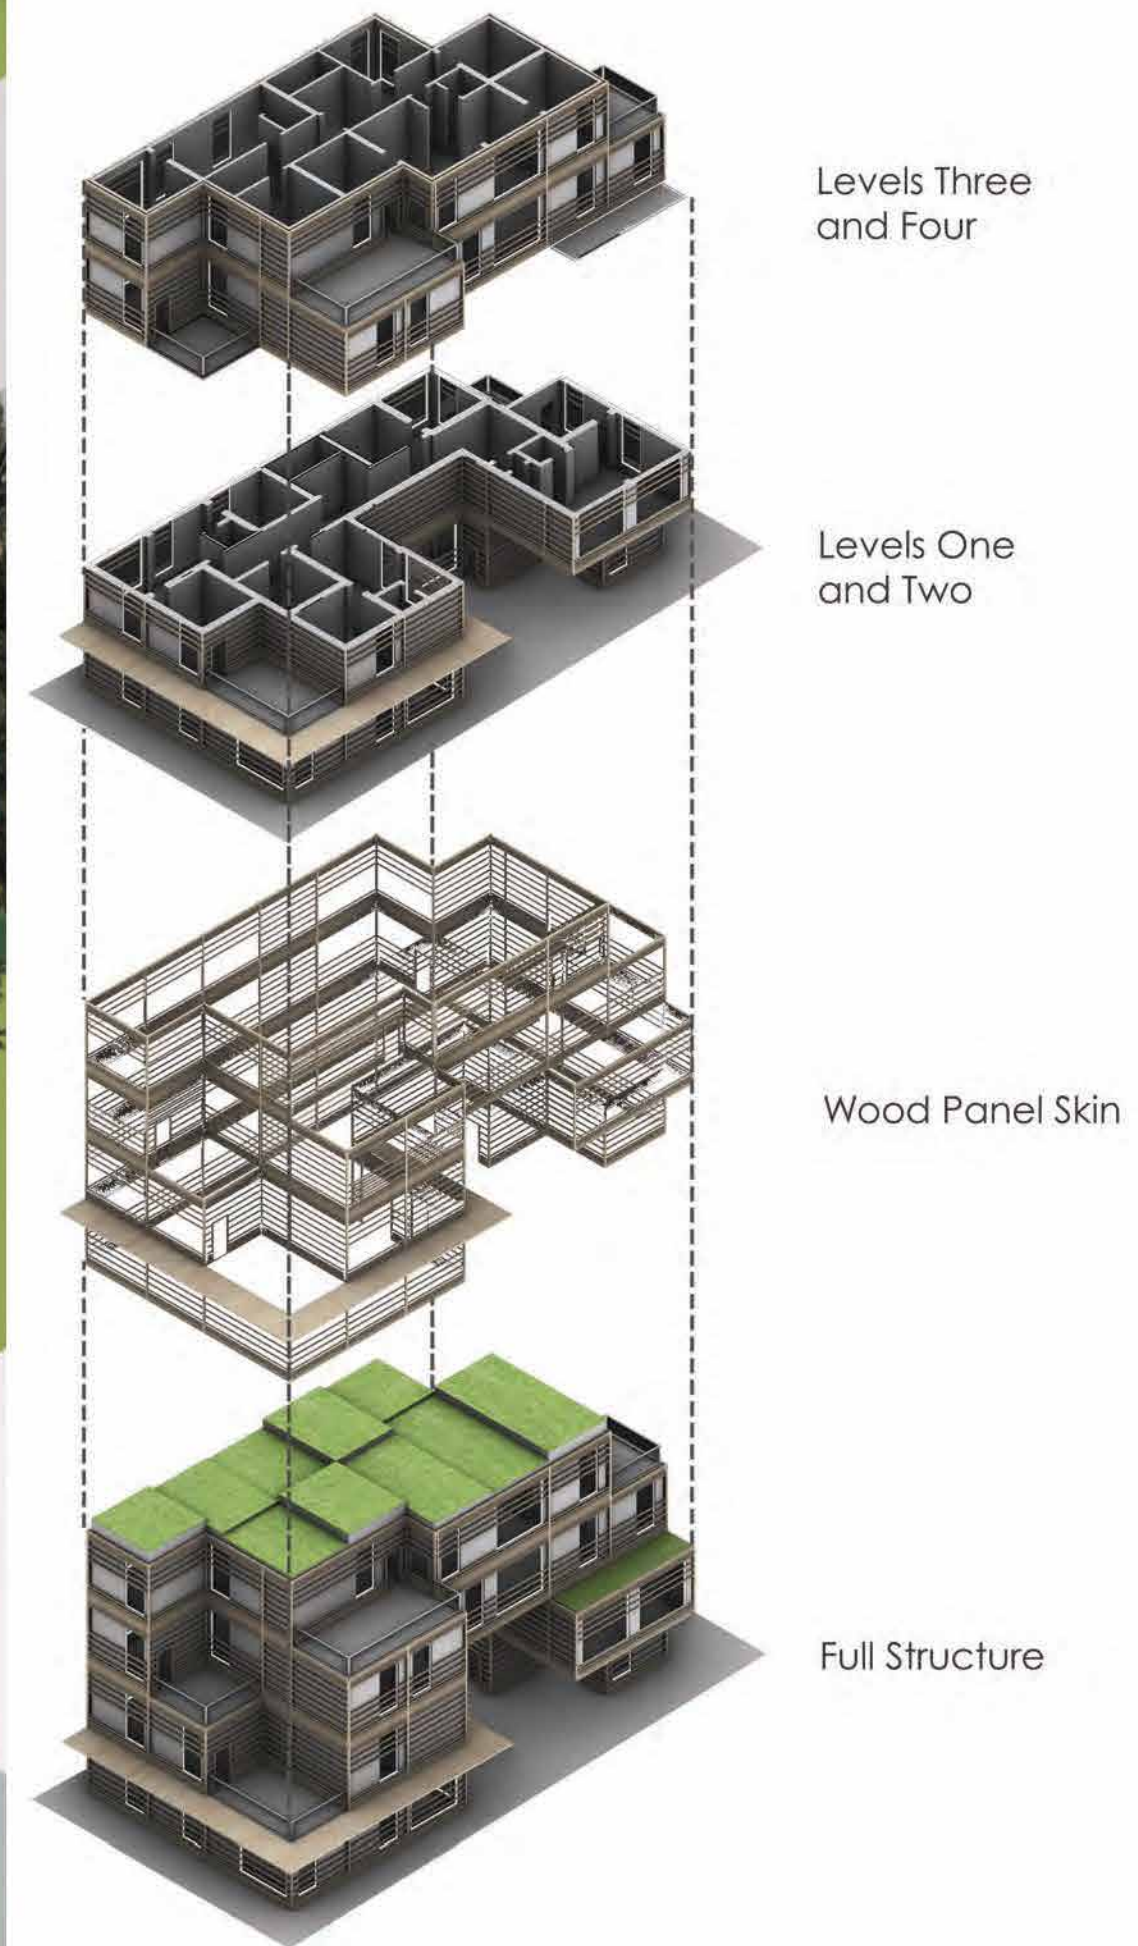 Levels Three
and Four
Levels One
and Two
Wood Panel Skin
Full Structure